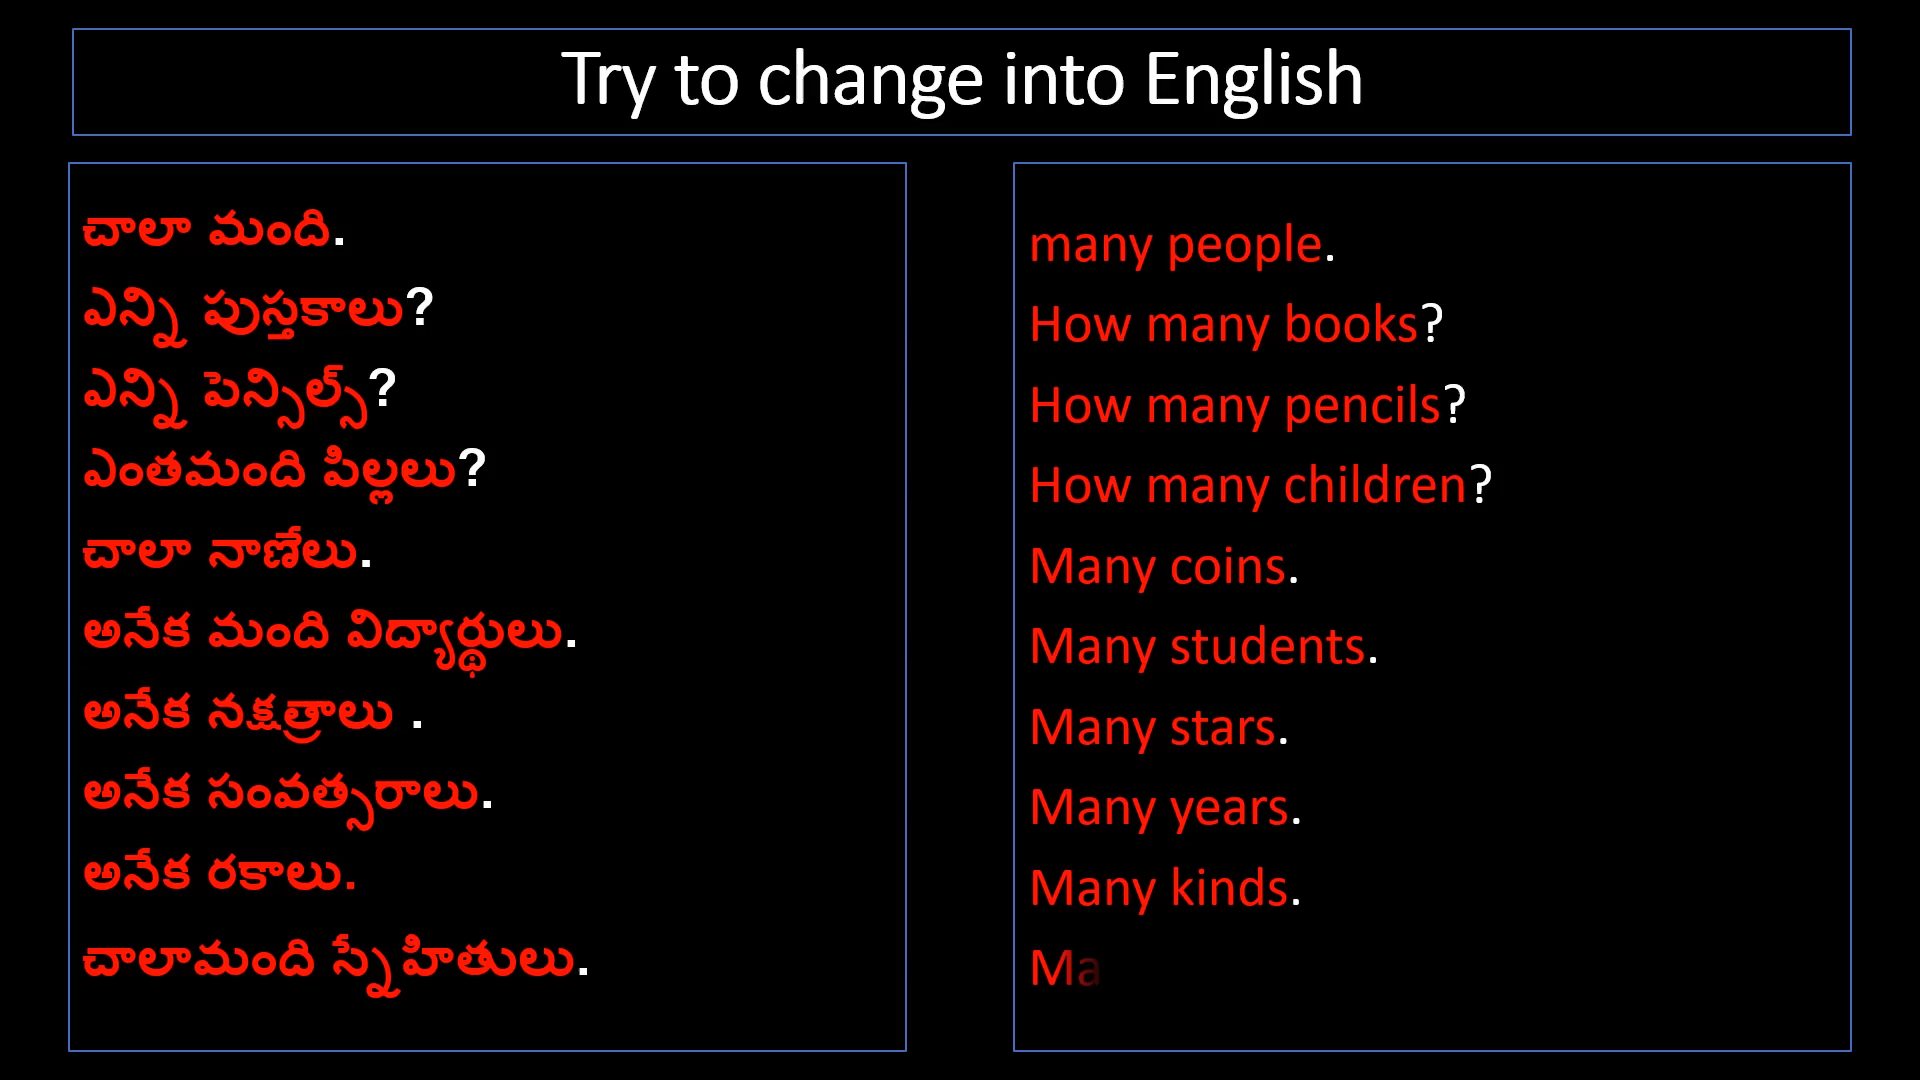 Try to change into English
చాలా మంది.
ఎన్ని పుస్తకాలు?
ఎన్ని పెన్సిల్స్?
ఎంతమంది పిల్లలు?
చాలా నాణేలు.
అనేక మంది విద్యార్థులు.
అనేక నక్షత్రాలు .
అనేక సంవత్సరాలు.
అనేక రకాలు.
చాలామంది స్నేహితులు.
many people.
How many books?
How many pencils?
How many children?
Many coins.
Many students.
Many stars.
Many years.
Many kinds.
Ma